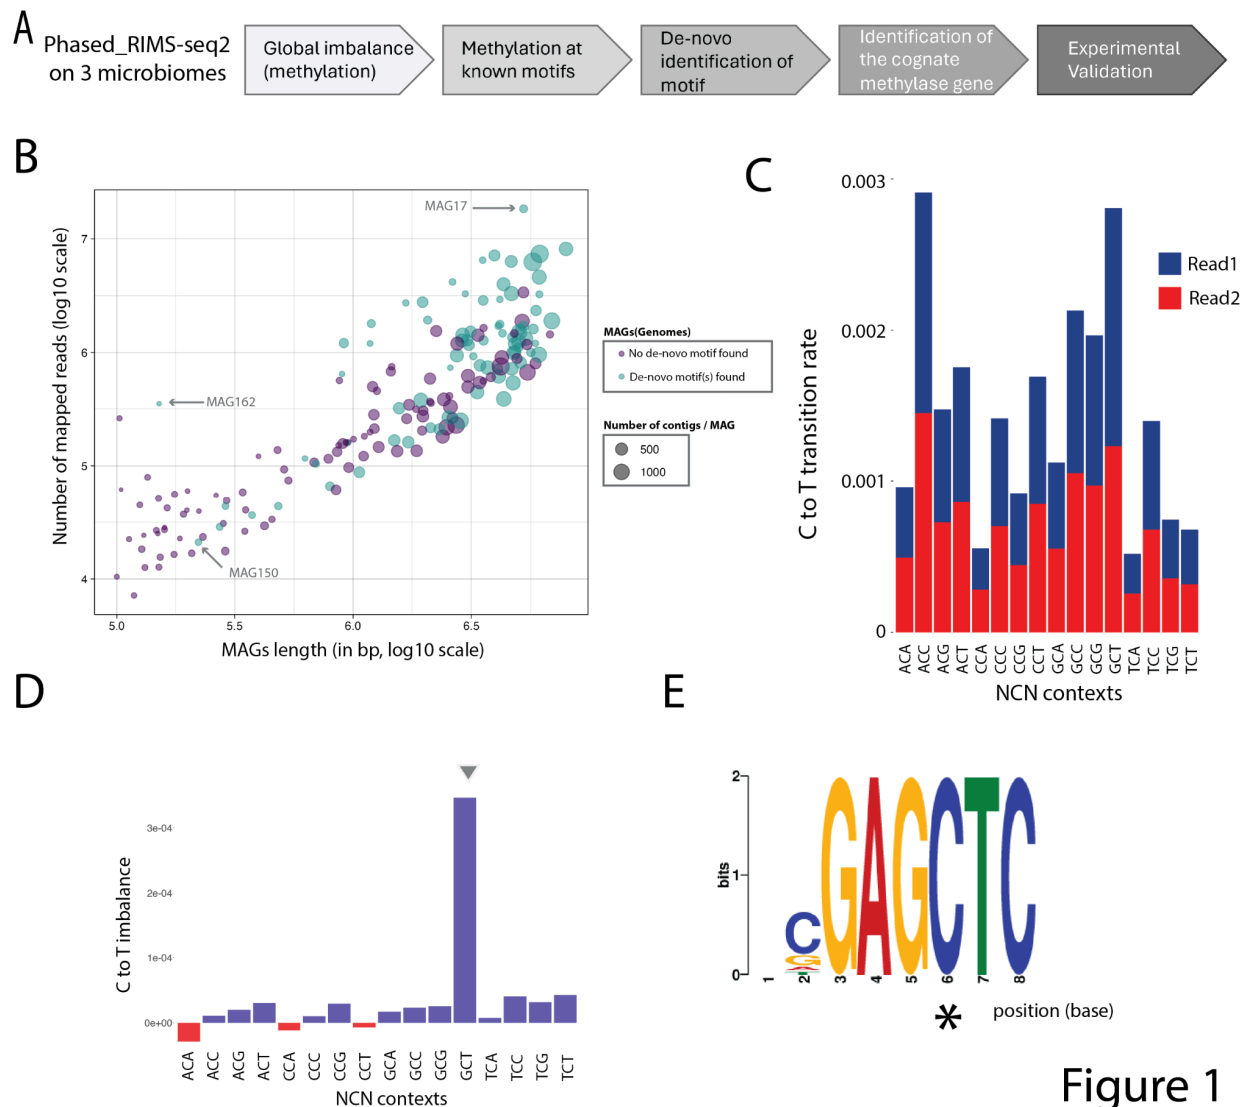 A
Phased_RIMS-seq2
on 3 microbiomes
Global imbalance
(methylation)
Methylation at
known motifs
De-novo
identification of
motif
Identification of
the cognate
methylase gene
Experimental
Validation
B
Number of mapped reads (log10 scale)
7
6
5
4
MAG17
MAG162
MAG150
5.0
5.5
6.0
6.5
MAGs length (in bp, log10 scale)
MAGs(Genomes)
No de-novo motif found
De-novo motif(s) found
Number of contigs / MAG
500
1000
C
C to T transition rate
0.003
0.002
0.001
0
Read1
Read2
ACA
ACC
ACG
ACT
CCA
CCC
CCG
CCT
GCA
GCC
GCG
GCT
TCA
TCC
TCG
TCT
NCN contexts
D
C to T imbalance
3e-04
2e-04
1e-04
0e+00
ACA
ACC
ACG
ACT
CCA
CCC
CCG
CCT
GCA
GCC
GCG
GCT
TCA
TCC
TCG
TCT
NCN contexts
E
bits
2
1
0
C
G
A
T
GAGCTC
1
2
3
4
5
6
7
8
*
position (base)
Figure 1